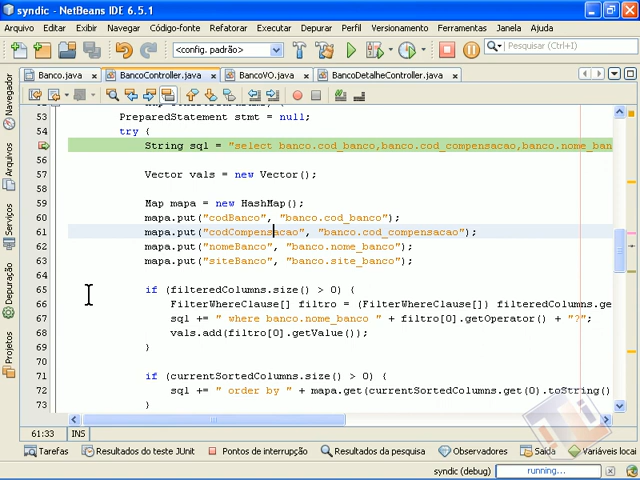 syndic - NetBeans IDE 6.5.1
Arquivo Editar Exibir Navegar Código-fonte Refatorar Executar Depurar Versionamento Ferramentas Janela Ajuda
<config. padrão> Pesquisar (Ctrl+I)
Banco.java BancoController.java BancoVO.java BancoDetalheController.java
Navegador
Arquivos
Serviços
Depuração
Projetos
53 PreparedStatement stmt = null;
54 try {
String sql = "select banco.cod_banco,banco.cod_compensacao,banco.nome_ban
56
57 Vector vals = new Vector();
58
59 Map mapa = new HashMap();
60 mapa.put("codBanco", "banco.cod_banco");
61 mapa.put("codCompensacao", "banco.cod_compensacao");
62 mapa.put("nomeBanco", "banco.nome_banco");
63 mapa.put("siteBanco", "banco.site_banco");
64
65 if (filteredColumns.size() > 0) {
66 FilterWhereClause[] filtro = (FilterWhereClause[]) filteredColumns.ge
67 sql += " where banco.nome_banco " + filtro[0].getOperator() + "?";
68 vals.add(filtro[0].getValue());
69 }
70
71 if (currentSortedColumns.size() > 0) {
72 sql += " order by " + mapa.get(currentSortedColumns.get(0).toString()
73 }
61:33 INS
Tarefas Resultados do teste JUnit Pontos de interrupção Resultados da pesquisa Observadores Saída Variáveis locai
syndic (debug) running...